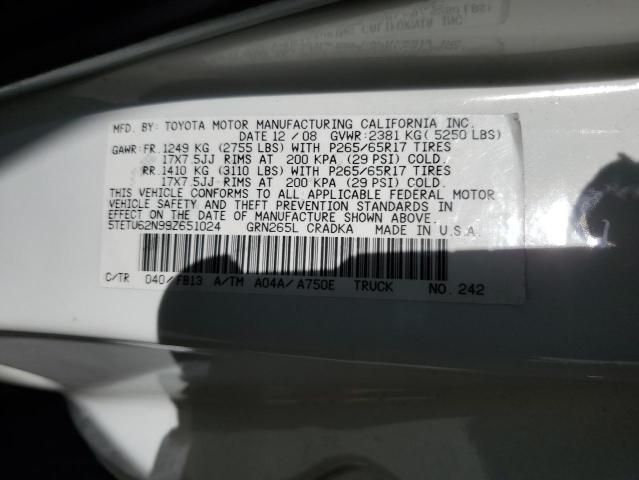 MFD. BY: TOYOTA MOTOR MANUFACTURING CALIFORNIA INC.
DATE 12 / 08 GVWR: 2381 KG( 5250 LBS)
GAWR: FR. 1249 KG (2755 LBS) WITH P265/65R17 TIRES
17X7.5JJ RIMS AT 200 KPA (29 PSI) COLD.
RR. 1410 KG (3110 LBS) WITH P265/65R17 TIRES
17X7.5JJ RIMS AT 200 KPA (29 PSI) COLD.
THIS VEHICLE CONFORMS TO ALL APPLICABLE FEDERAL MOTOR
VEHICLE SAFETY AND THEFT PREVENTION STANDARDS IN
EFFECT ON THE DATE OF MANUFACTURE SHOWN ABOVE.
5TETU62N99Z651024 GRN265L CRADKA MADE IN U.S.A.
C/TR 040/FB13 A/TM A04A/A750E TRUCK NO. 242